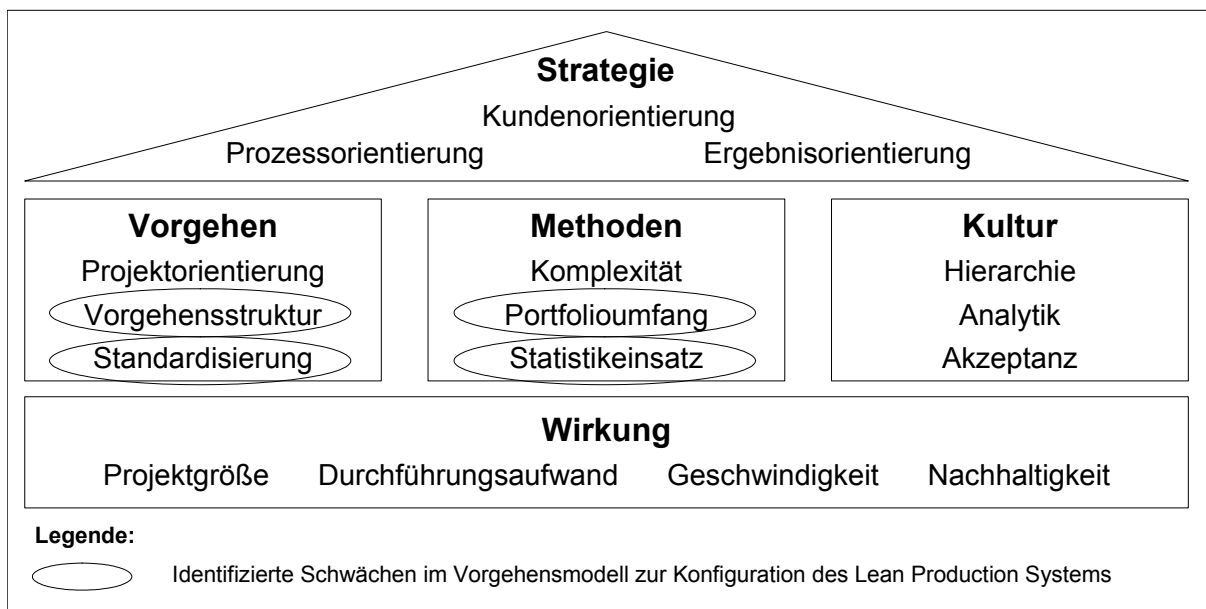 Strategie
Kundenorientierung
Prozessorientierung Ergebnisorientierung
Vorgehen
Projektorientierung
Vorgehensstruktur
Standardisierung
Methoden
Komplexität
Portfolioumfang
Statistikeinsatz
Kultur
Hierarchie
Analytik
Akzeptanz
Wirkung
Projektgröße Durchführungsaufwand Geschwindigkeit Nachhaltigkeit
Legende:
Identifizierte Schwächen im Vorgehensmodell zur Konfiguration des Lean Production Systems